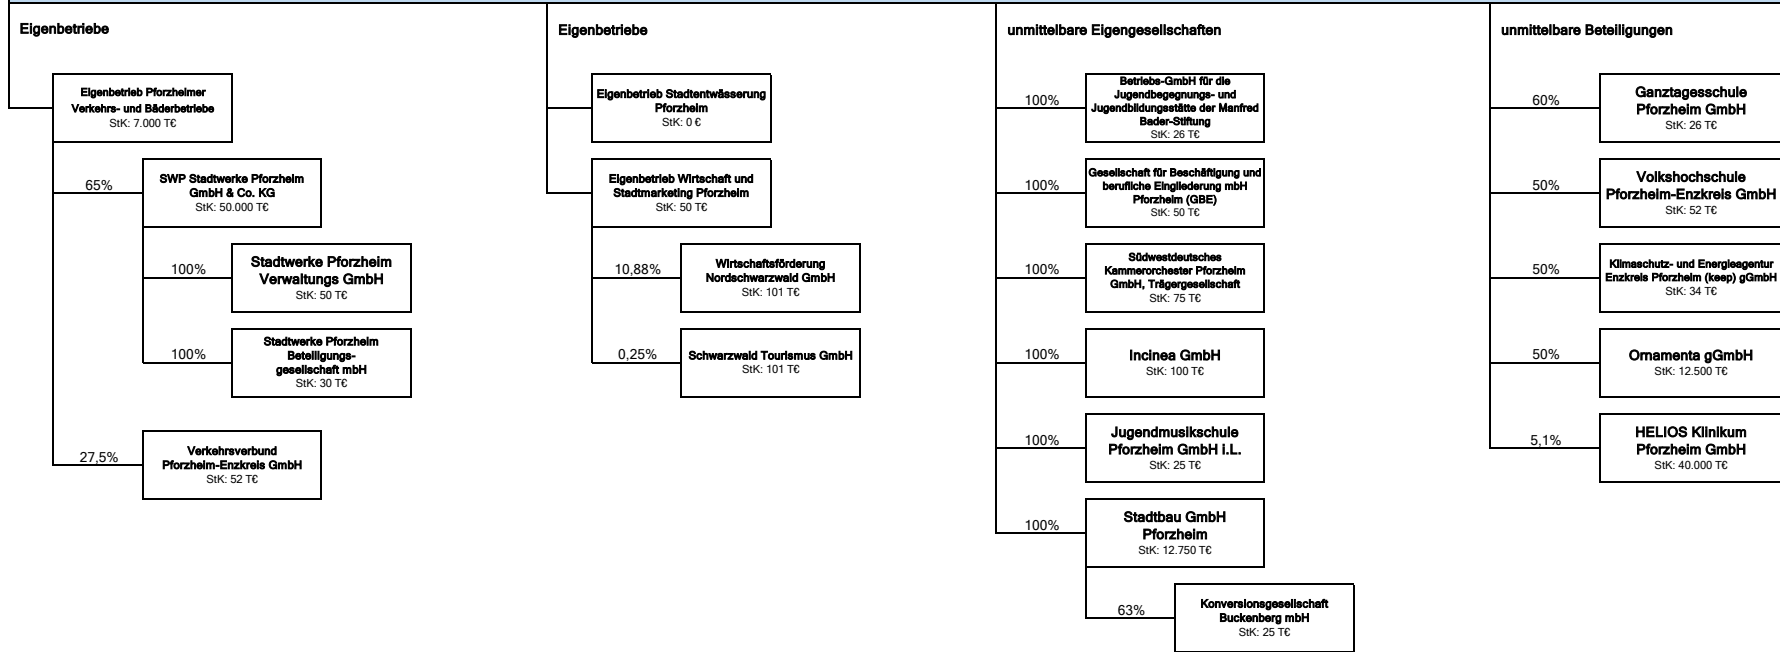 Eigenbetriebe
Eigenbetrieb Pforzheimer
Verkehrs- und Bäderbetriebe
StK: 7.000 T€
65%
SWP Stadtwerke Pforzheim
GmbH & Co. KG
StK: 50.000 T€
100%
Stadtwerke Pforzheim
Verwaltungs GmbH
StK: 50 T€
100%
Stadtwerke Pforzheim
Beteiligungs-
gesellschaft mbH
StK: 30 T€
27,5%
Verkehrsverbund
Pforzheim-Enzkreis GmbH
StK: 52 T€
Eigenbetriebe
Eigenbetrieb Stadtentwässerung
Pforzheim
StK: 0 €
Eigenbetrieb Wirtschaft und
Stadtmarketing Pforzheim
StK: 50 T€
10,88%
Wirtschaftsförderung
Nordschwarzwald GmbH
StK: 101 T€
0,25%
Schwarzwald Tourismus GmbH
StK: 101 T€
unmittelbare Eigengesellschaften
100%
Betriebs-GmbH für die
Jugendbegegnungs- und
Jugendbildungsstätte der Manfred
Bader-Stiftung
StK: 26 T€
100%
Gesellschaft für Beschäftigung und
berufliche Eingliederung mbH
Pforzheim (GBE)
StK: 50 T€
100%
Südwestdeutsches
Kammerorchester Pforzheim
GmbH, Trägergesellschaft
StK: 75 T€
100%
Incinea GmbH
StK: 100 T€
100%
Jugendmusikschule
Pforzheim GmbH i.L.
StK: 25 T€
100%
Stadtbau GmbH
Pforzheim
StK: 12.750 T€
63%
Konversionsgesellschaft
Buckenberg mbH
StK: 25 T€
unmittelbare Beteiligungen
60%
Ganztagesschule
Pforzheim GmbH
StK: 26 T€
50%
Volkshochschule
Pforzheim-Enzkreis GmbH
StK: 52 T€
50%
Klimaschutz- und Energieagentur
Enzkreis Pforzheim (keep) gGmbH
StK: 34 T€
50%
Ornamenta gGmbH
StK: 12.500 T€
5,1%
HELIOS Klinikum
Pforzheim GmbH
StK: 40.000 T€